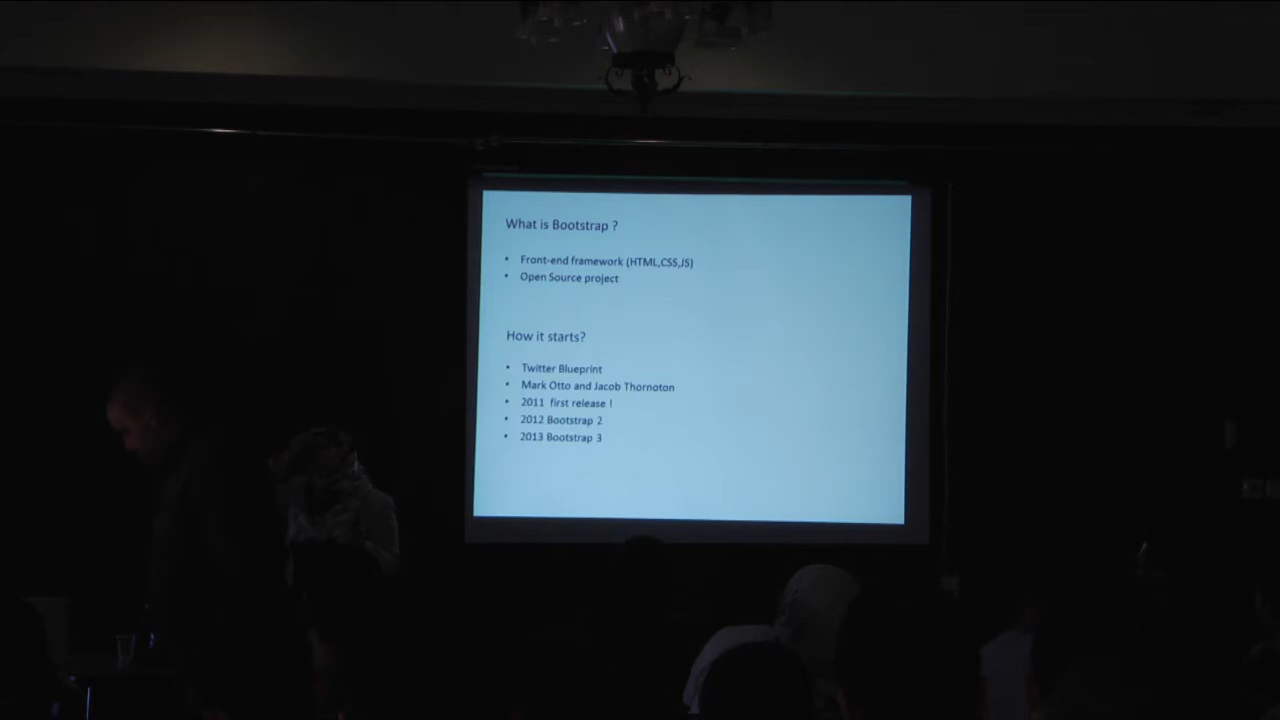 What is Bootstrap ?
• Front-end framework (HTML,CSS,JS)
• Open Source project
How it starts?
• Twitter Blueprint
• Mark Otto and Jacob Thornoton
• 2011 first release !
• 2012 Bootstrap 2
• 2013 Bootstrap 3